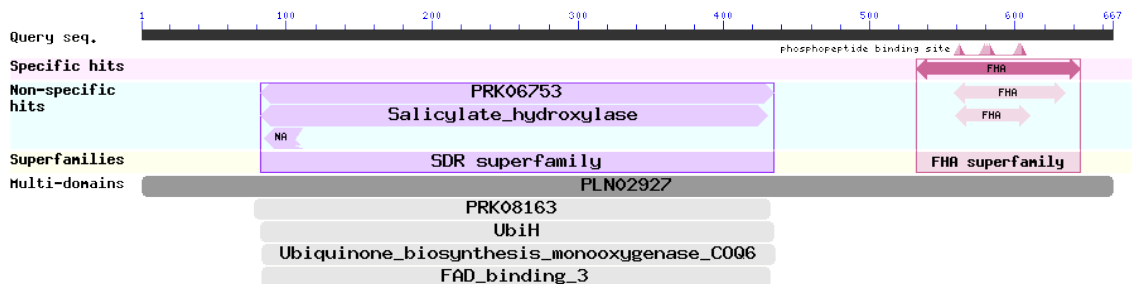 1 100 200 300 400 500 600 667
Query seq.
phosphopeptide binding site
Specific hits FHA
Non-specific hits PRK06753 FHA
Salicylate_hydroxylase FHA
NA
Superfamilies SDR superfamily FHA superfamily
Multi-domains PLN02927
PRK08163
UbiH
Ubiquinone_biosynthesis_monooxygenase_COQ6
FAD_binding_3